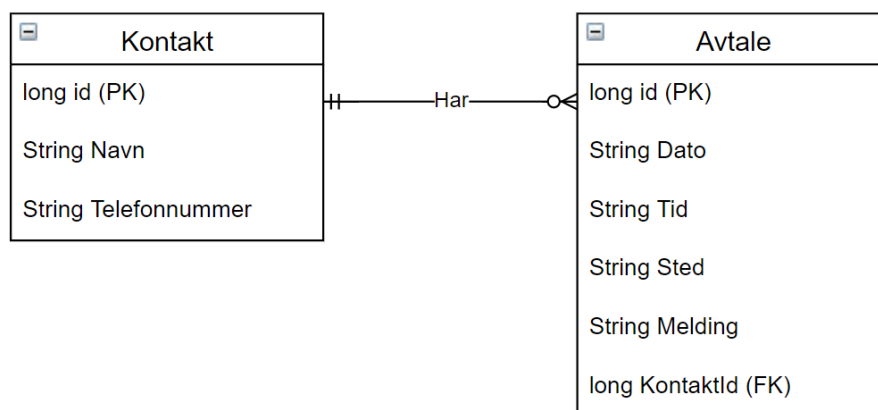 Kontakt
long id (PK)
String Navn
String Telefonnummer
Har
Avtale
long id (PK)
String Dato
String Tid
String Sted
String Melding
long KontaktId (FK)